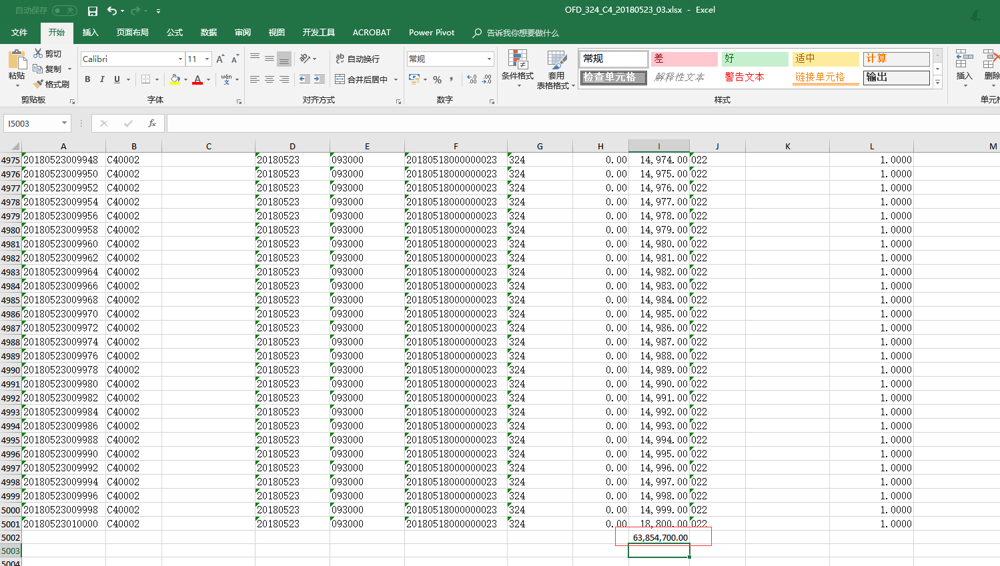 自动保存 关 OFD_324_C4_20180523_03.xlsx - Excel
文件 开始 插入 页面布局 公式 数据 审阅 视图 开发工具 ACROBAT Power Pivot 告诉我你想要做什么
粘贴 剪切 复制 格式刷 剪贴板
Calibri 11 A A
B I U A wén 文 字体
ab 自动换行
合并后居中 对齐方式
常规
% , .00 .0 数字
条件格式 套用 表格格式
常规 差 好 适中 计算
检查单元格 解释性文本 警告文本 链接单元格 输出
样式
插入 删除 单元
I5003 fx
A B C D E F G H I J K L M
4975 20180523009948 C40002 20180523 093000 20180518000000023 324 0.00 14,974.00 022 1.0000
4976 20180523009950 C40002 20180523 093000 20180518000000023 324 0.00 14,975.00 022 1.0000
4977 20180523009952 C40002 20180523 093000 20180518000000023 324 0.00 14,976.00 022 1.0000
4978 20180523009954 C40002 20180523 093000 20180518000000023 324 0.00 14,977.00 022 1.0000
4979 20180523009956 C40002 20180523 093000 20180518000000023 324 0.00 14,978.00 022 1.0000
4980 20180523009958 C40002 20180523 093000 20180518000000023 324 0.00 14,979.00 022 1.0000
4981 20180523009960 C40002 20180523 093000 20180518000000023 324 0.00 14,980.00 022 1.0000
4982 20180523009962 C40002 20180523 093000 20180518000000023 324 0.00 14,981.00 022 1.0000
4983 20180523009964 C40002 20180523 093000 20180518000000023 324 0.00 14,982.00 022 1.0000
4984 20180523009966 C40002 20180523 093000 20180518000000023 324 0.00 14,983.00 022 1.0000
4985 20180523009968 C40002 20180523 093000 20180518000000023 324 0.00 14,984.00 022 1.0000
4986 20180523009970 C40002 20180523 093000 20180518000000023 324 0.00 14,985.00 022 1.0000
4987 20180523009972 C40002 20180523 093000 20180518000000023 324 0.00 14,986.00 022 1.0000
4988 20180523009974 C40002 20180523 093000 20180518000000023 324 0.00 14,987.00 022 1.0000
4989 20180523009976 C40002 20180523 093000 20180518000000023 324 0.00 14,988.00 022 1.0000
4990 20180523009978 C40002 20180523 093000 20180518000000023 324 0.00 14,989.00 022 1.0000
4991 20180523009980 C40002 20180523 093000 20180518000000023 324 0.00 14,990.00 022 1.0000
4992 20180523009982 C40002 20180523 093000 20180518000000023 324 0.00 14,991.00 022 1.0000
4993 20180523009984 C40002 20180523 093000 20180518000000023 324 0.00 14,992.00 022 1.0000
4994 20180523009986 C40002 20180523 093000 20180518000000023 324 0.00 14,993.00 022 1.0000
4995 20180523009988 C40002 20180523 093000 20180518000000023 324 0.00 14,994.00 022 1.0000
4996 20180523009990 C40002 20180523 093000 20180518000000023 324 0.00 14,995.00 022 1.0000
4997 20180523009992 C40002 20180523 093000 20180518000000023 324 0.00 14,996.00 022 1.0000
4998 20180523009994 C40002 20180523 093000 20180518000000023 324 0.00 14,997.00 022 1.0000
4999 20180523009996 C40002 20180523 093000 20180518000000023 324 0.00 14,998.00 022 1.0000
5000 20180523009998 C40002 20180523 093000 20180518000000023 324 0.00 14,999.00 022 1.0000
5001 20180523010000 C40002 20180523 093000 20180518000000023 324 0.00 18,800.00 022 1.0000
5002 63,854,700.00
5003
5004